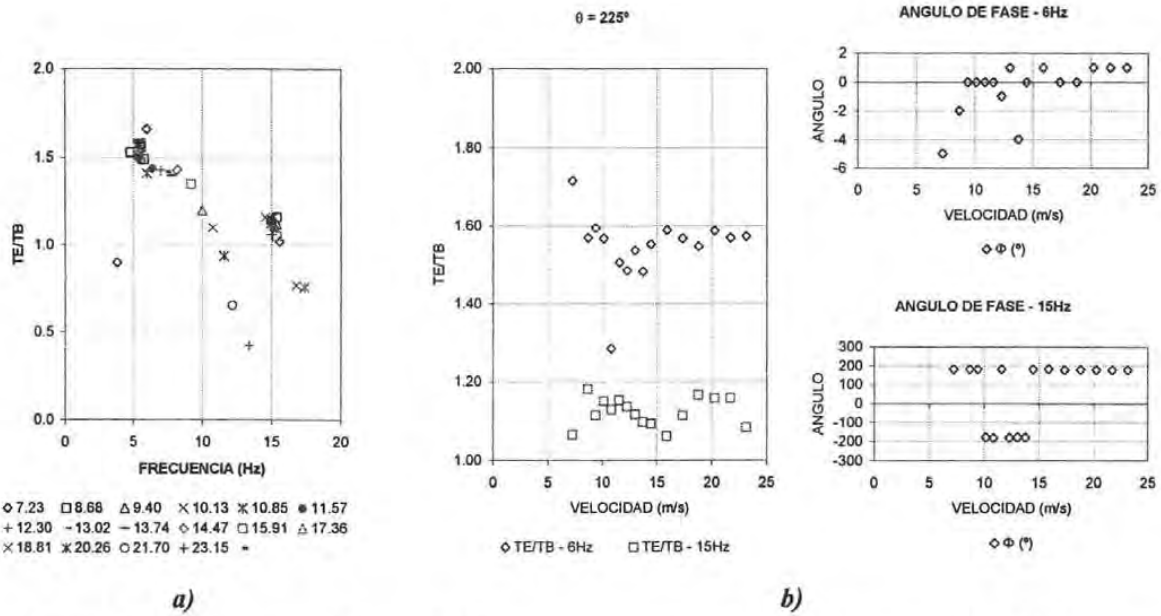 θ = 225º
2.0
1.5
1.0
0.5
0.0
TE/TB
0 5 10 15 20
FRECUENCIA (Hz)
7.23 8.68 9.40 10.13 10.85 11.57
12.30 13.02 13.74 14.47 15.91 17.36
18.81 20.26 21.70 23.15
a)
2.00
1.80
1.60
1.40
1.20
1.00
TE/TB
0 5 10 15 20 25
VELOCIDAD (m/s)
TE/TB - 6Hz TE/TB - 15Hz
ANGULO DE FASE - 6Hz
2
0
-2
-4
-6
ANGULO
0 5 10 15 20 25
VELOCIDAD (m/s)
Φ (º)
ANGULO DE FASE - 15Hz
300
200
100
0
-100
-200
-300
ANGULO
0 5 10 15 20 25
VELOCIDAD (m/s)
Φ (º)
b)